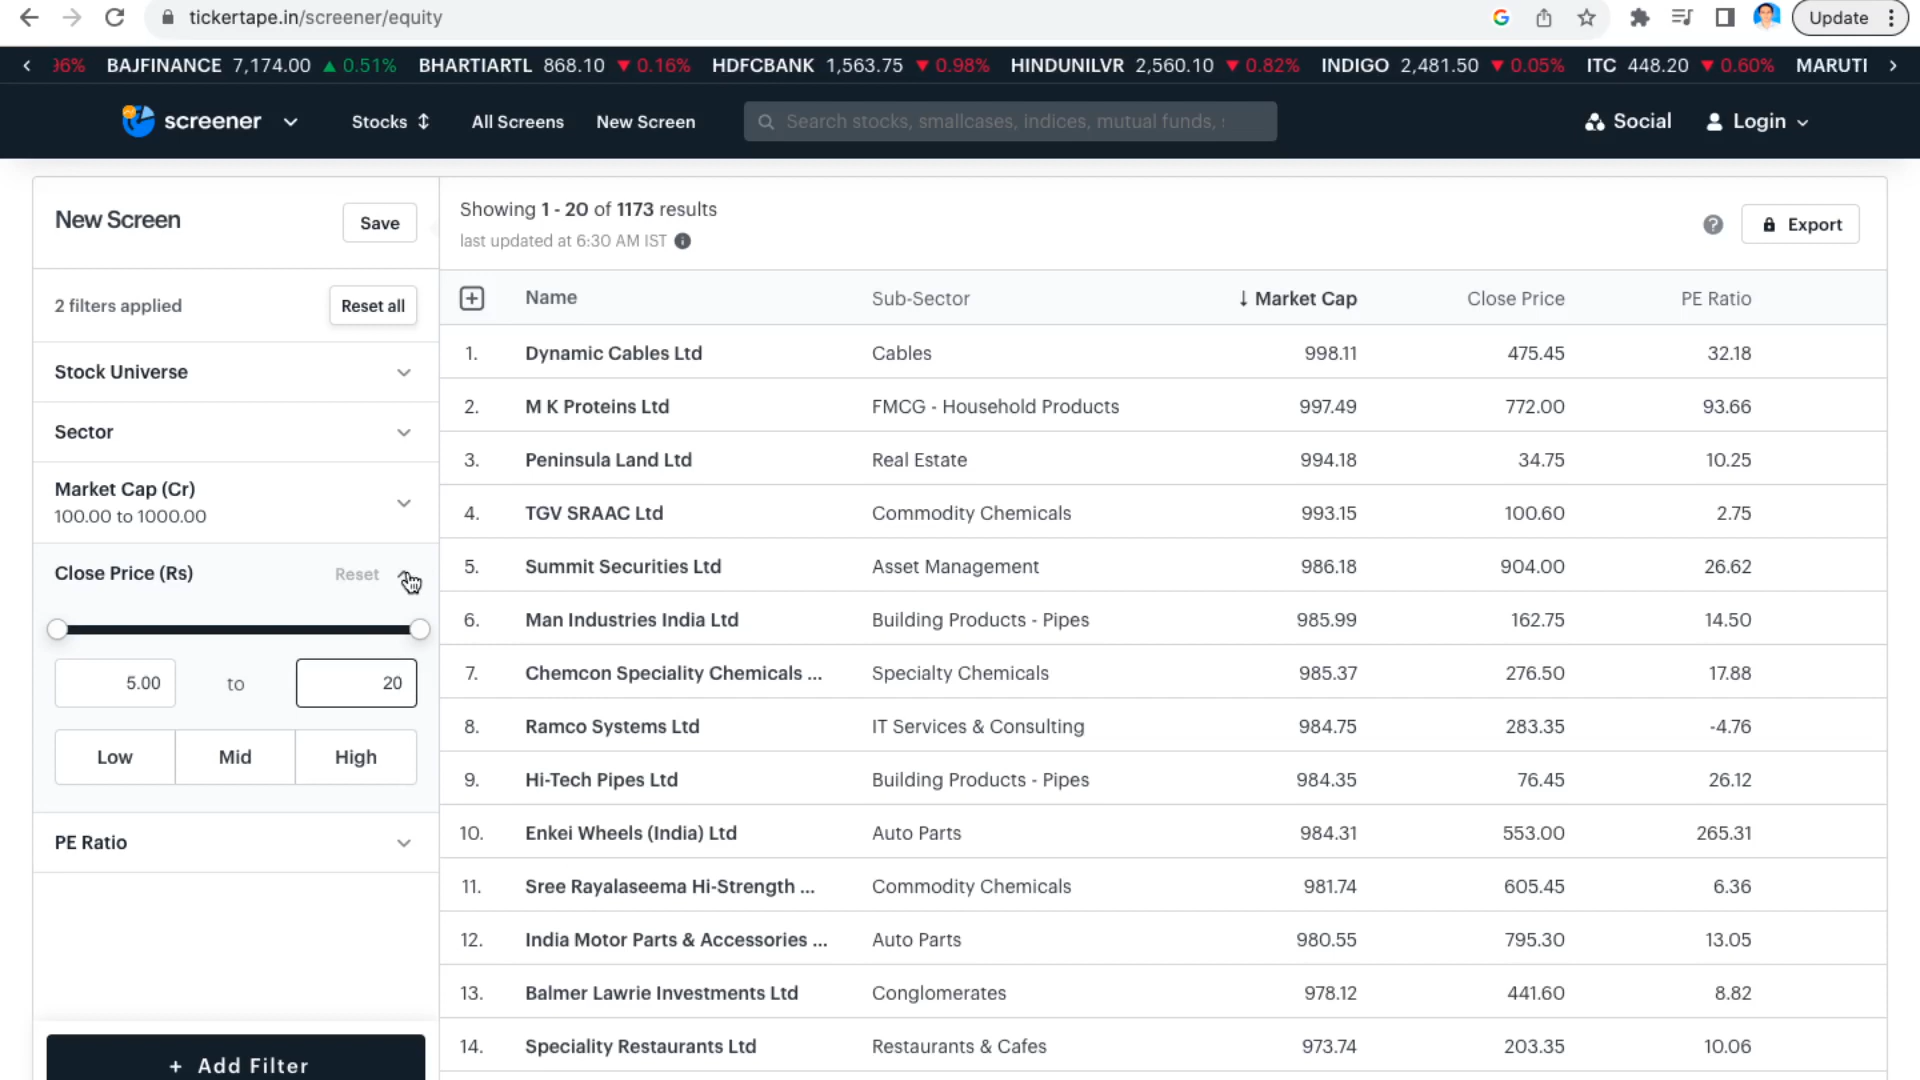 tickertape.in/screener/equity
Update
96% BAJFINANCE 7,174.00 ▲ 0.51% BHARTIARTL 868.10 ▼ 0.16% HDFCBANK 1,563.75 ▼ 0.98% HINDUNILVR 2,560.10 ▼ 0.82% INDIGO 2,481.50 ▼ 0.05% ITC 448.20 ▼ 0.60% MARUTI
screener Stocks All Screens New Screen Search stocks, smallcases, indices, mutual funds, Social Login
New Screen Save
2 filters applied Reset all
Stock Universe
Sector
Market Cap (Cr)
100.00 to 1000.00
Close Price (Rs) Reset
5.00 to 20
Low Mid High
PE Ratio
+ Add Filter
Showing 1 - 20 of 1173 results
last updated at 6:30 AM IST
Export
Name Sub-Sector ↓ Market Cap Close Price PE Ratio
1. Dynamic Cables Ltd Cables 998.11 475.45 32.18
2. M K Proteins Ltd FMCG - Household Products 997.49 772.00 93.66
3. Peninsula Land Ltd Real Estate 994.18 34.75 10.25
4. TGV SRAAC Ltd Commodity Chemicals 993.15 100.60 2.75
5. Summit Securities Ltd Asset Management 986.18 904.00 26.62
6. Man Industries India Ltd Building Products - Pipes 985.99 162.75 14.50
7. Chemcon Speciality Chemicals ... Specialty Chemicals 985.37 276.50 17.88
8. Ramco Systems Ltd IT Services & Consulting 984.75 283.35 -4.76
9. Hi-Tech Pipes Ltd Building Products - Pipes 984.35 76.45 26.12
10. Enkei Wheels (India) Ltd Auto Parts 984.31 553.00 265.31
11. Sree Rayalaseema Hi-Strength ... Commodity Chemicals 981.74 605.45 6.36
12. India Motor Parts & Accessories ... Auto Parts 980.55 795.30 13.05
13. Balmer Lawrie Investments Ltd Conglomerates 978.12 441.60 8.82
14. Speciality Restaurants Ltd Restaurants & Cafes 973.74 203.35 10.06